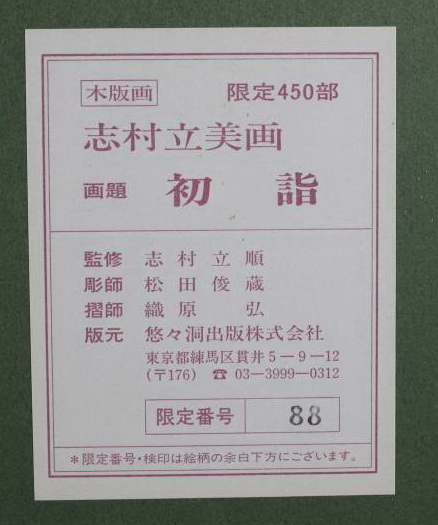 木版画 限定450部
志村立美画
画題 初詣
監修 志村立順
彫師 松田俊蔵
摺師 織原弘
版元 悠々洞出版株式会社
東京都練馬区貫井5-9-12
(〒176) ☎ 03-3999-0312
限定番号 88
*限定番号・検印は絵柄の余白下方にございます。